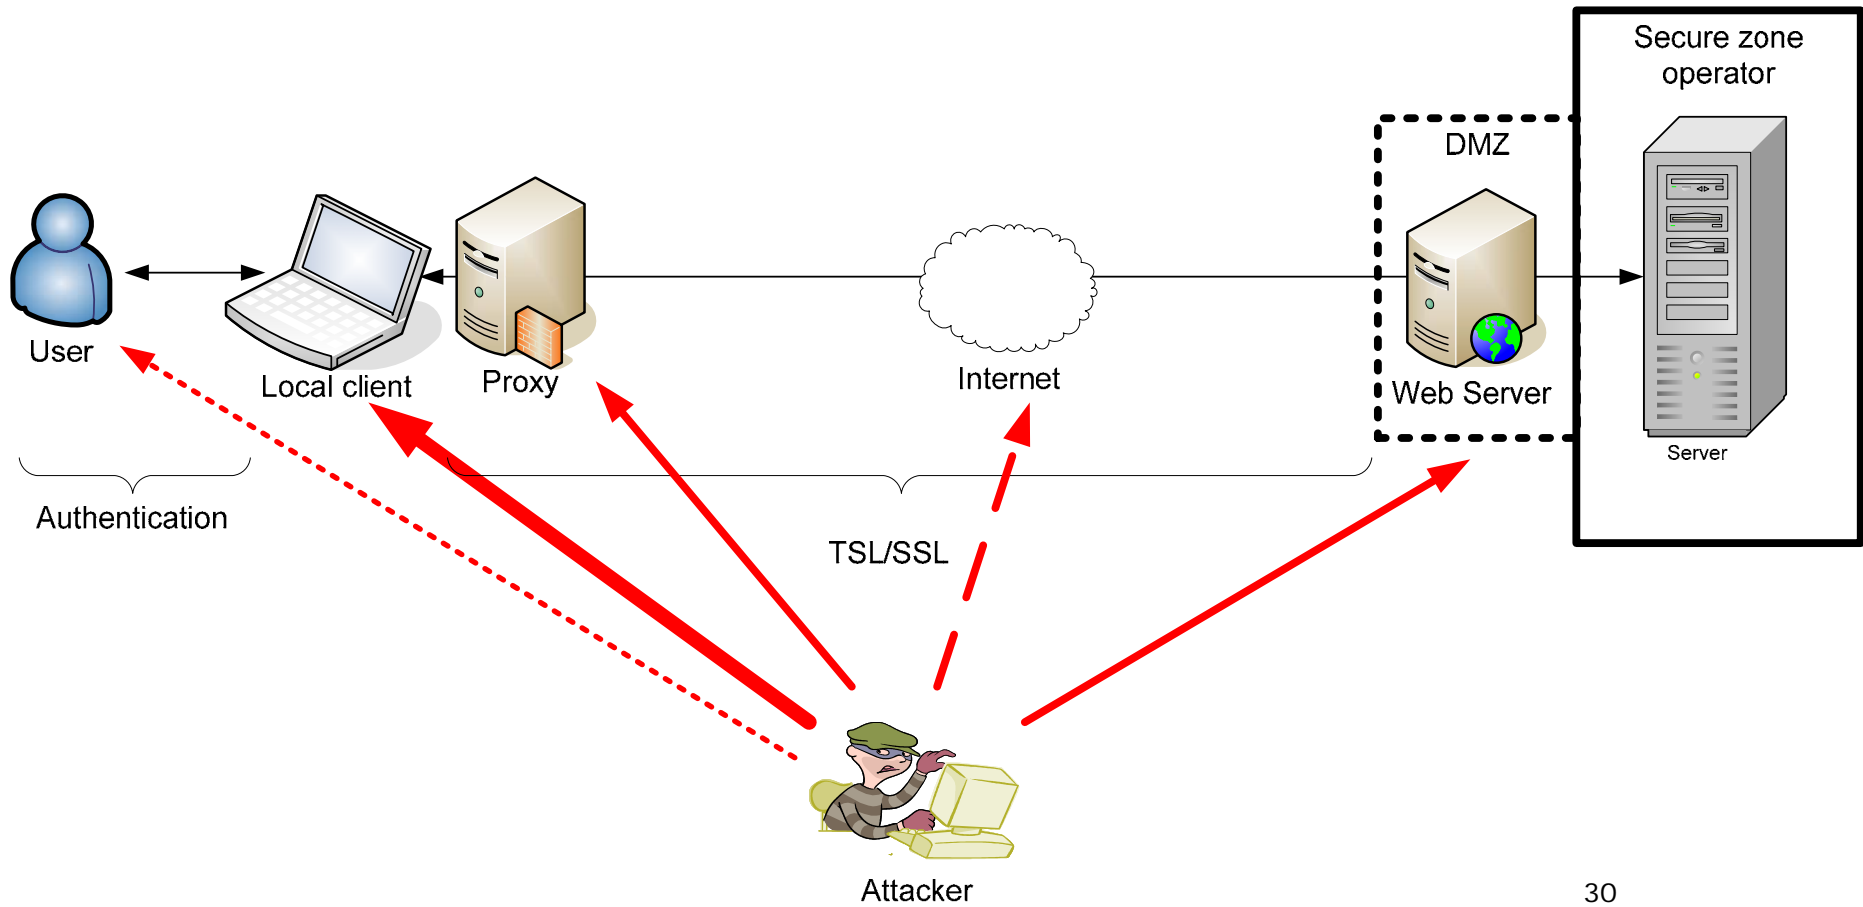 Secure zone
operator
DMZ
User
Local client
Proxy
Internet
Web Server
Server
Authentication
TSL/SSL
Attacker
30